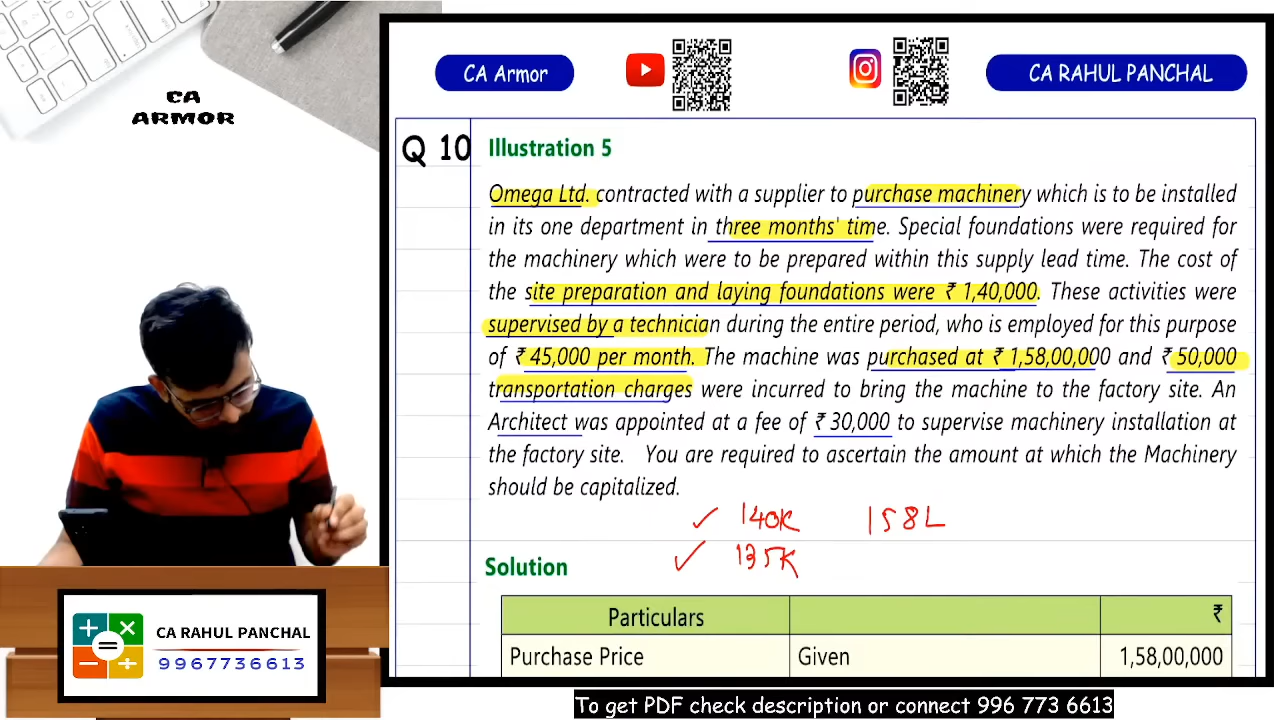 CA Armor
CA RAHUL PANCHAL
CA
ARMOR
Q 10
Illustration 5
Omega Ltd. contracted with a supplier to purchase machinery which is to be installed
in its one department in three months' time. Special foundations were required for
the machinery which were to be prepared within this supply lead time. The cost of
the site preparation and laying foundations were ₹ 1,40,000. These activities were
supervised by a technician during the entire period, who is employed for this purpose
of ₹ 45,000 per month. The machine was purchased at ₹ 1,58,00,000 and ₹ 50,000
transportation charges were incurred to bring the machine to the factory site. An
Architect was appointed at a fee of ₹ 30,000 to supervise machinery installation at
the factory site. You are required to ascertain the amount at which the Machinery
should be capitalized.
✓ 140K 158L
✓ 135K
Solution
Particulars ₹
Purchase Price Given 1,58,00,000
CA RAHUL PANCHAL
9967736613
To get PDF check description or connect 996 773 6613